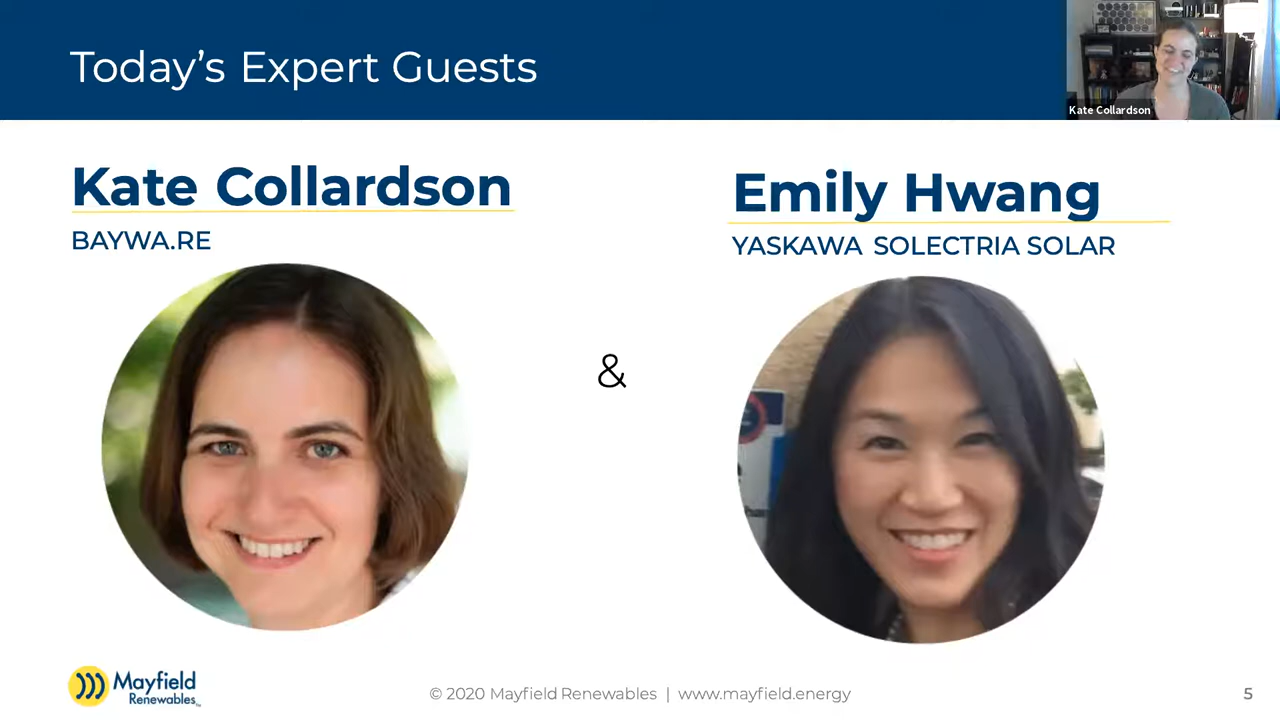 Today's Expert Guests
Kate Collardson
Kate Collardson
BAYWA.RE
Emily Hwang
YASKAWA SOLECTRIA SOLAR
&
Mayfield
Renewables
© 2020 Mayfield Renewables | www.mayfield.energy
5